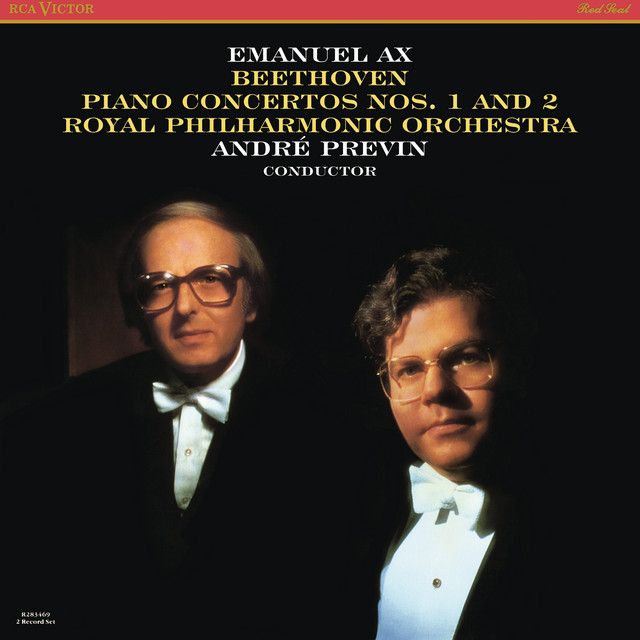 RCA VICTOR
Red Seal
EMANUEL AX
BEETHOVEN
PIANO CONCERTOS NOS. 1 AND 2
ROYAL PHILHARMONIC ORCHESTRA
ANDRÉ PREVIN
CONDUCTOR
R283469
2 Record Set